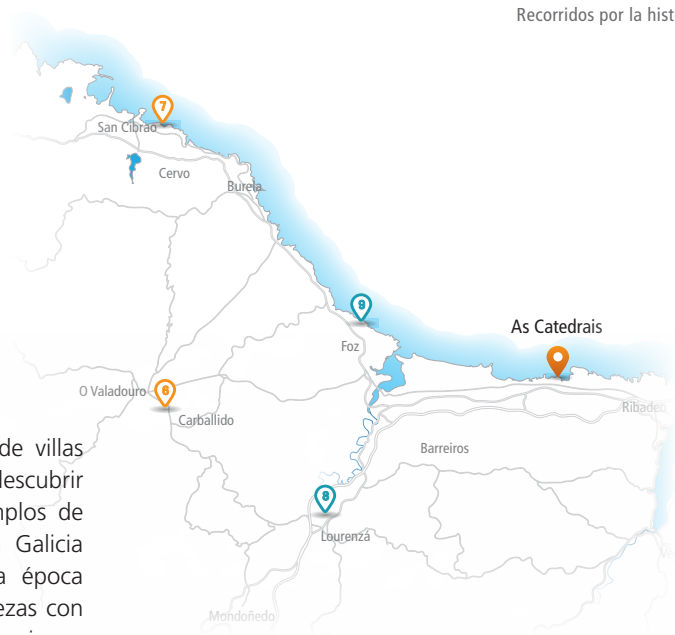 Recorridos por la hist
7
San Cibrao
Cervo
Burela
9
As Catedrais
Foz
O Valadouro
6
Carballido
Ribadeo
Barreiros
de villas
descubrir
mplos de
Galicia
a época
ezas con
8
Lourenzá
Mondoñedo